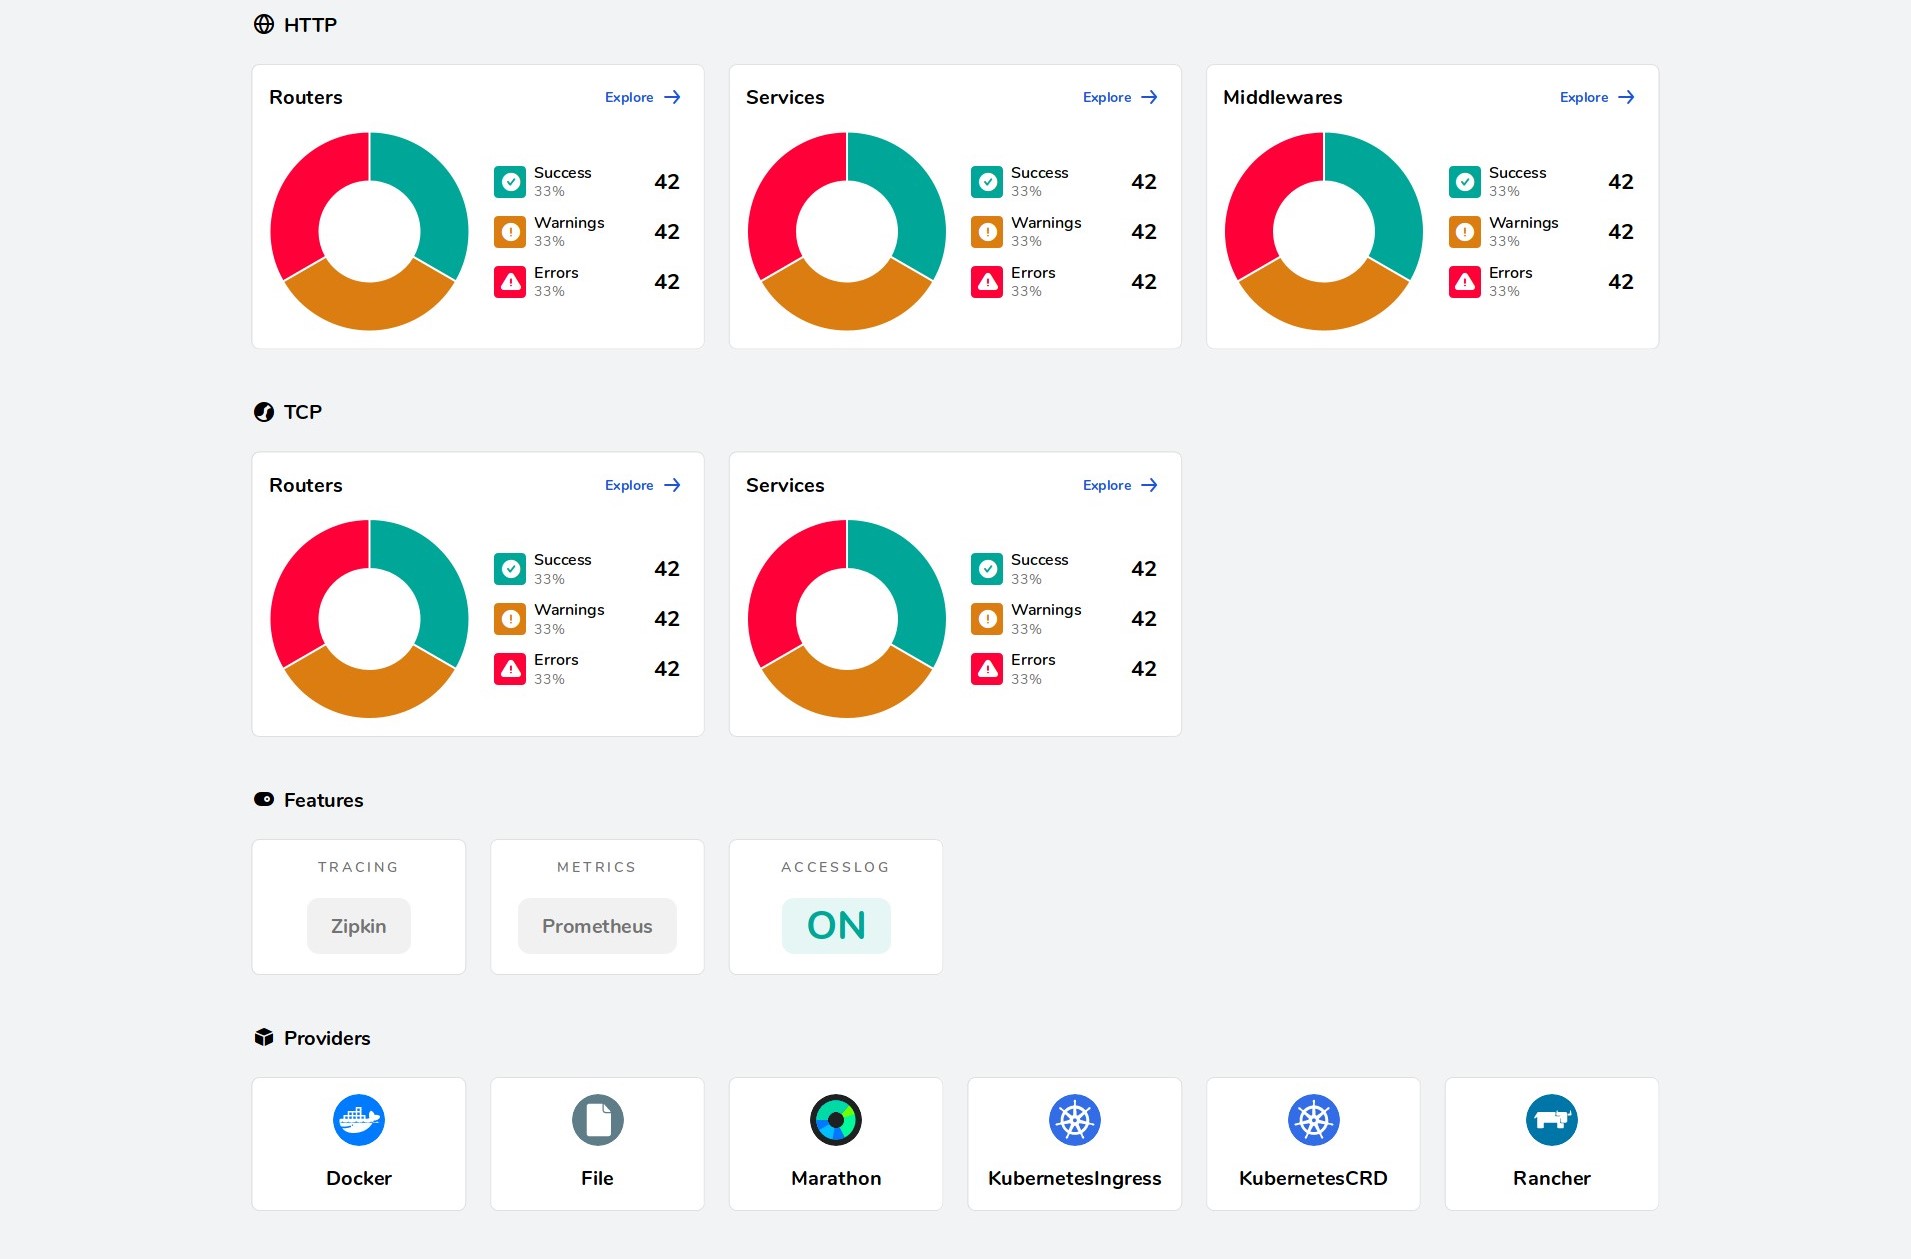 HTTP
Routers Explore
Success 42
33%
Warnings 42
33%
Errors 42
33%
Services Explore
Success 42
33%
Warnings 42
33%
Errors 42
33%
Middlewares Explore
Success 42
33%
Warnings 42
33%
Errors 42
33%
TCP
Routers Explore
Success 42
33%
Warnings 42
33%
Errors 42
33%
Services Explore
Success 42
33%
Warnings 42
33%
Errors 42
33%
Features
TRACING
Zipkin
METRICS
Prometheus
ACCESSLOG
ON
Providers
Docker
File
Marathon
KubernetesIngress
KubernetesCRD
Rancher